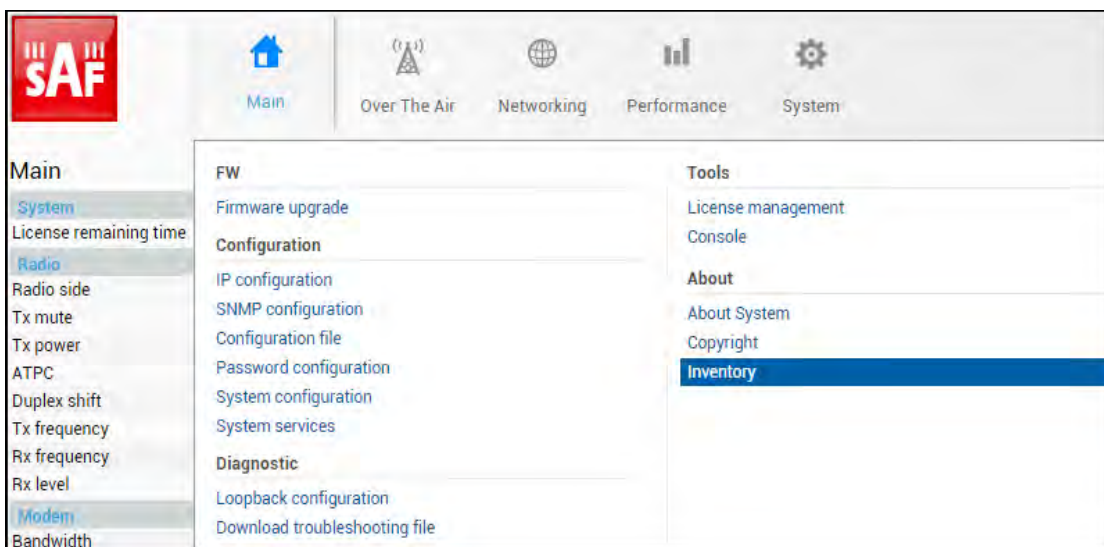 SAF
Main
Over The Air
Networking
Performance
System
Main
System
License remaining time
Radio
Radio side
Tx mute
Tx power
ATPC
Duplex shift
Tx frequency
Rx frequency
Rx level
Modem
Bandwidth
FW
Firmware upgrade
Configuration
IP configuration
SNMP configuration
Configuration file
Password configuration
System configuration
System services
Diagnostic
Loopback configuration
Download troubleshooting file
Tools
License management
Console
About
About System
Copyright
Inventory